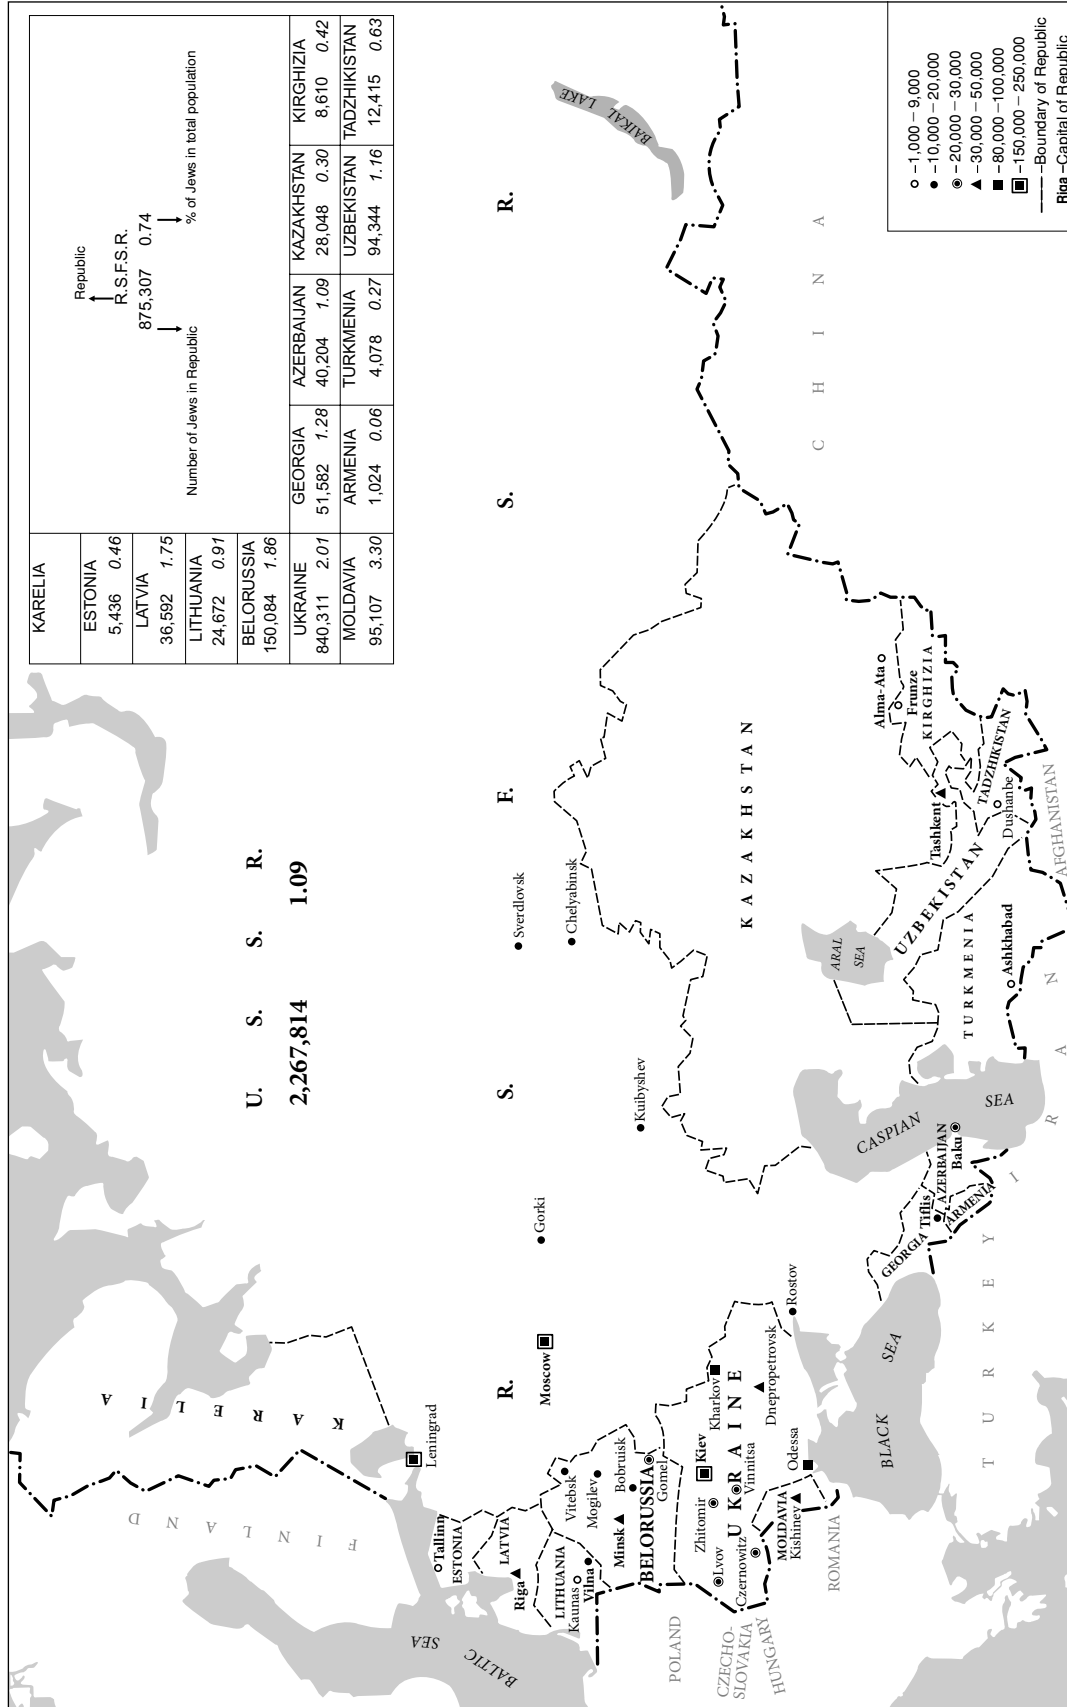 KARELIA
ESTONIA
5,436 0.46
LATVIA
36,592 1.75
LITHUANIA
24,672 0.91
BELORUSSIA
150,084 1.86
UKRAINE
840,311 2.01
MOLDAVIA
95,107 3.30
GEORGIA
51,582 1.28
ARMENIA
1,024 0.06
AZERBAIJAN
40,204 1.09
TURKMENIA
4,078 0.27
KAZAKHSTAN
28,048 0.30
UZBEKISTAN
94,344 1.16
KIRGHIZIA
8,610 0.42
TADZHIKISTAN
12,415 0.63
Republic
R.S.F.S.R.
875,307 0.74
Number of Jews in Republic
% of Jews in total population
U. S. S. R.
2,267,814 1.09
R. S. F. S. R.
KARELIA
FINLAND
BALTIC SEA
Leningrad
Tallinn
ESTONIA
LATVIA
Riga
LITHUANIA
Kaunas
Vilna
Vitebsk
Mogilev
Minsk
Bobruisk
BELORUSSIA
Gomel
Moscow
Gorki
Kuibyshev
Sverdlovsk
Chelyabinsk
POLAND
CZECHO-
SLOVAKIA
HUNGARY
ROMANIA
Lvov
Zhitomir
Kiev
Kharkov
UKRAINE
Vinnitsa
Czernowitz
Dnepropetrovsk
MOLDAVIA
Kishinev
Odessa
Rostov
BLACK SEA
TURKEY
GEORGIA
Tiflis
ARMENIA
AZERBAIJAN
Baku
CASPIAN SEA
IRAN
KAZAKHSTAN
ARAL
SEA
UZBEKISTAN
TURKMENIA
Ashkhabad
Tashkent
Alma-Ata
Frunze
KIRGHIZIA
TADZHIKISTAN
Dushanbe
AFGHANISTAN
CHINA
LAKE
BAIKAL
–1,000 – 9,000
–10,000 – 20,000
–20,000 – 30,000
–30,000 – 50,000
–80,000 –100,000
–150,000 – 250,000
–Boundary of Republic
Riga –Capital of Republic